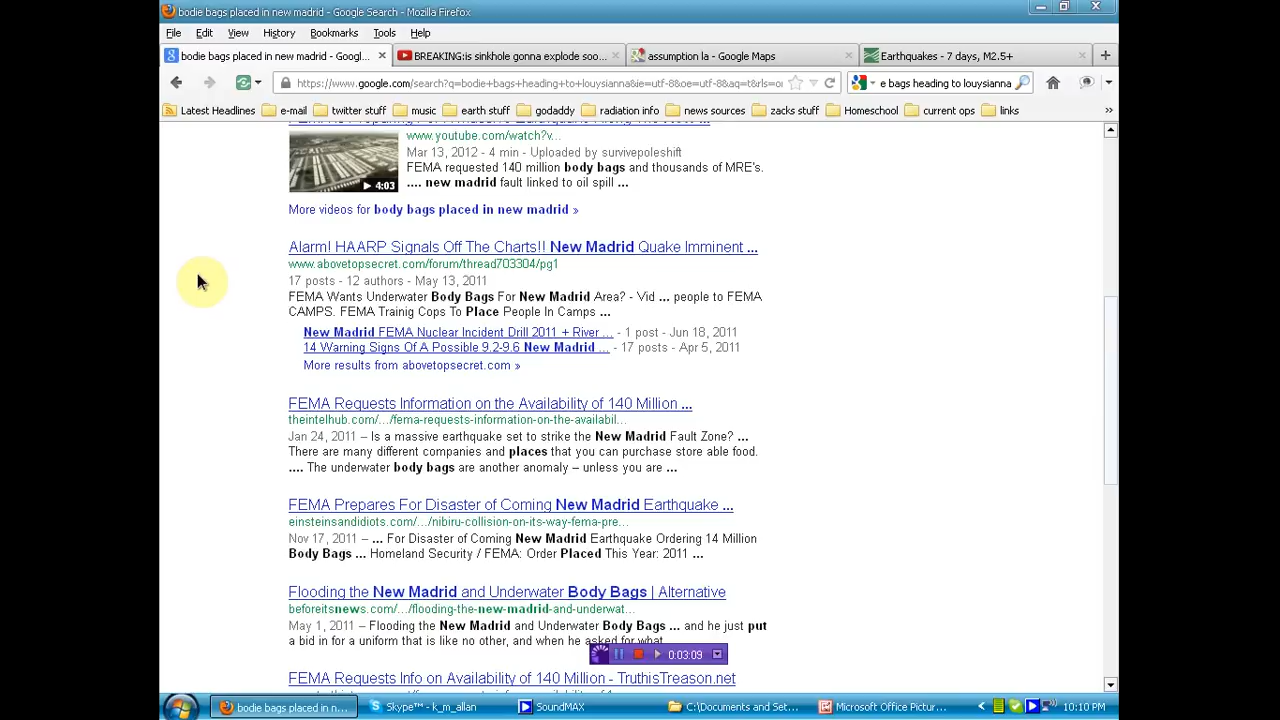 bodie bags placed in new madrid - Google Search - Mozilla Firefox
File Edit View History Bookmarks Tools Help
bodie bags placed in new madrid - Googl... BREAKING:is sinkhole gonna explode soo... assumption la - Google Maps Earthquakes - 7 days, M2.5+
https://www.google.com/search?q=bodie+bags+heading+to+louysianna&ie=utf-8&oe=utf-8&aq=t&rls=or e bags heading to louysianna
Latest Headlines e-mail twitter stuff music earth stuff godaddy radiation info news sources zacks stuff Homeschool current ops links »
www.youtube.com/watch?v...
Mar 13, 2012 - 4 min - Uploaded by survivepoleshift
4:03
FEMA requested 140 million body bags and thousands of MRE's.
.... new madrid fault linked to oil spill ...
More videos for body bags placed in new madrid »
Alarm! HAARP Signals Off The Charts!! New Madrid Quake Imminent ...
www.abovetopsecret.com/forum/thread703304/pg1
17 posts - 12 authors - May 13, 2011
FEMA Wants Underwater Body Bags For New Madrid Area? - Vid ... people to FEMA
CAMPS. FEMA Trainig Cops To Place People In Camps ...
New Madrid FEMA Nuclear Incident Drill 2011 + River ... - 1 post - Jun 18, 2011
14 Warning Signs Of A Possible 9.2-9.6 New Madrid ... - 17 posts - Apr 5, 2011
More results from abovetopsecret.com »
FEMA Requests Information on the Availability of 140 Million ...
theintelhub.com/.../fema-requests-information-on-the-availabil...
Jan 24, 2011 – Is a massive earthquake set to strike the New Madrid Fault Zone? ...
There are many different companies and places that you can purchase store able food.
.... The underwater body bags are another anomaly – unless you are ...
FEMA Prepares For Disaster of Coming New Madrid Earthquake ...
einsteinsandidiots.com/.../nibiru-collision-on-its-way-fema-pre...
Nov 17, 2011 – ... For Disaster of Coming New Madrid Earthquake Ordering 14 Million
Body Bags ... Homeland Security / FEMA: Order Placed This Year: 2011 ...
Flooding the New Madrid and Underwater Body Bags | Alternative
beforeitsnews.com/.../flooding-the-new-madrid-and-underwat...
May 1, 2011 – Flooding the New Madrid and Underwater Body Bags ... and he just put
a bid in for a uniform that is like no other, and when he asked for what
0:03:09
FEMA Requests Info on Availability of 140 Million - TruthisTreason.net
bodie bags placed in n... Skype™ - k_m_allan SoundMAX C:\Documents and Set... Microsoft Office Pictur... 10:10 PM